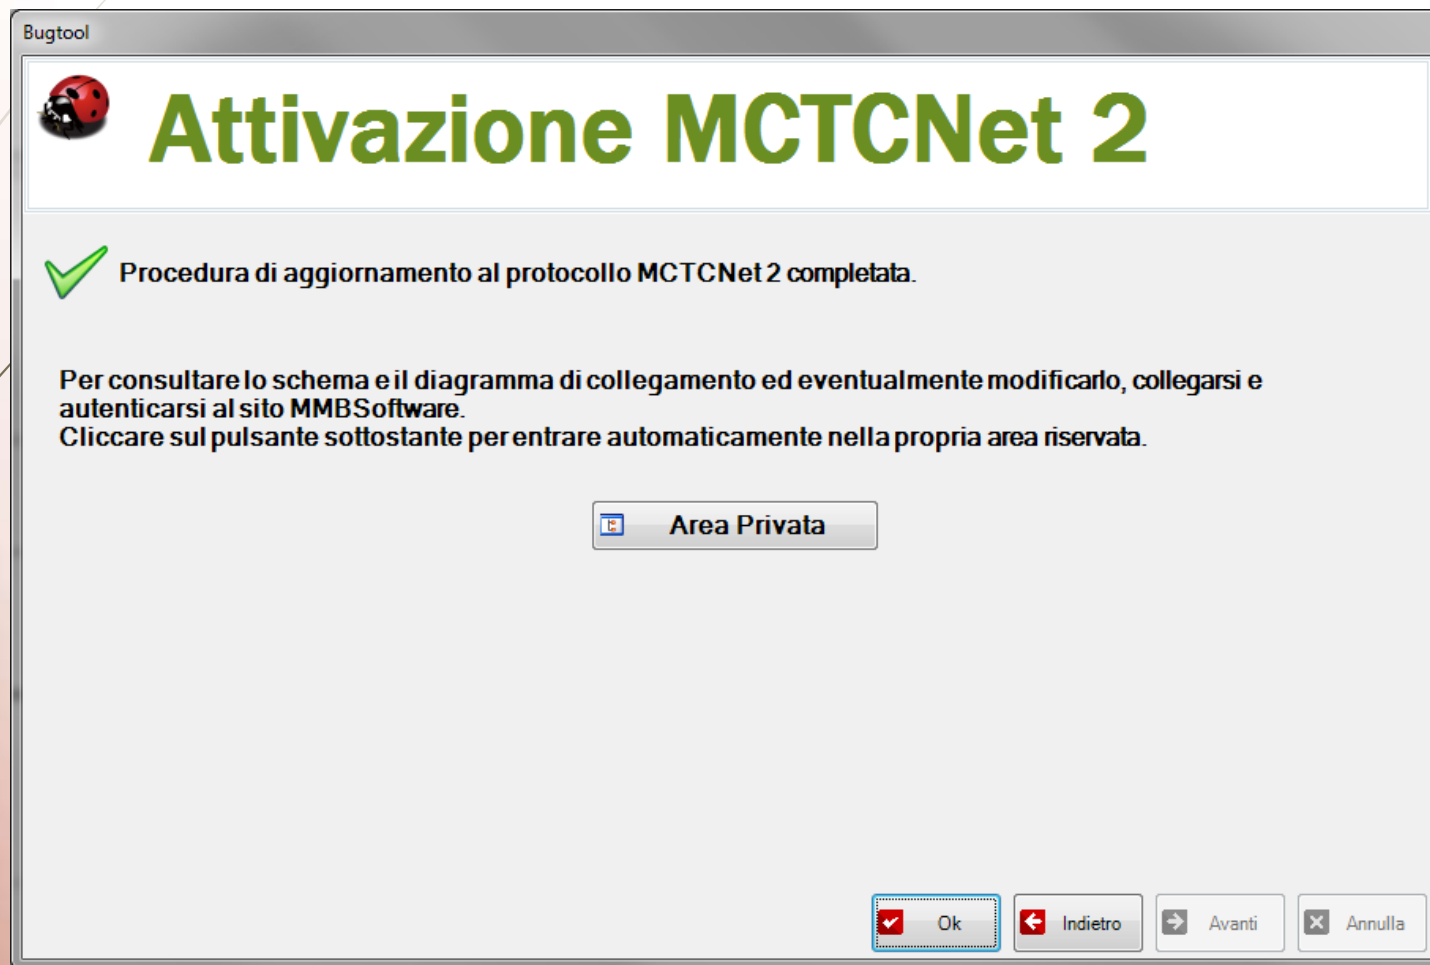 Bugtool
Attivazione MCTCNet 2
Procedura di aggiornamento al protocollo MCTCNet 2 completata.
Per consultare lo schema e il diagramma di collegamento ed eventualmente modificarlo, collegarsi e
autenticarsi al sito MMBSoftware.
Cliccare sul pulsante sottostante per entrare automaticamente nella propria area riservata.
Area Privata
Ok Indietro Avanti Annulla